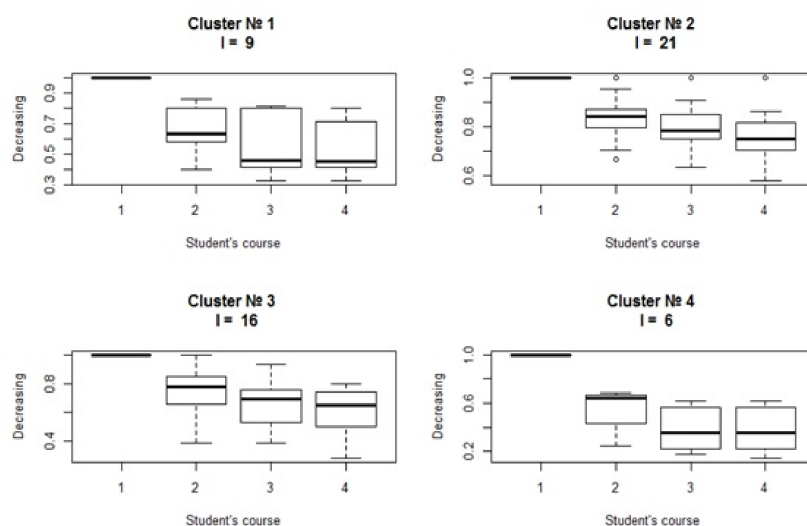 Cluster № 1
I = 9
Decreasing
0.3 0.5 0.7 0.9
1 2 3 4
Student's course
Cluster № 2
I = 21
Decreasing
0.6 0.8 1.0
1 2 3 4
Student's course
Cluster № 3
I = 16
Decreasing
0.4 0.8
1 2 3 4
Student's course
Cluster № 4
I = 6
Decreasing
0.2 0.6 1.0
1 2 3 4
Student's course